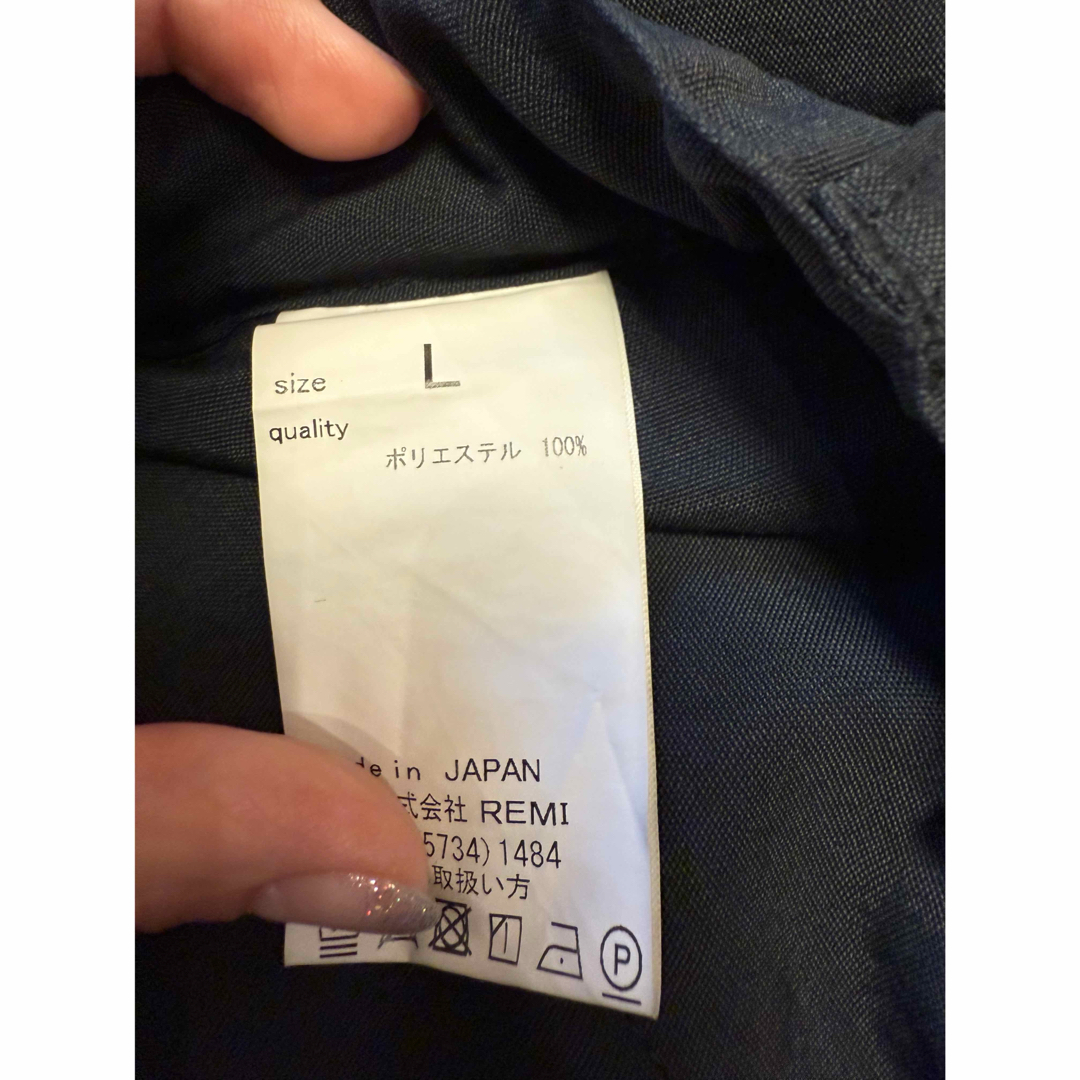 size L
quality
ポリエステル 100%
in JAPAN
式会社 REMI
5734) 1484
取扱い方
P